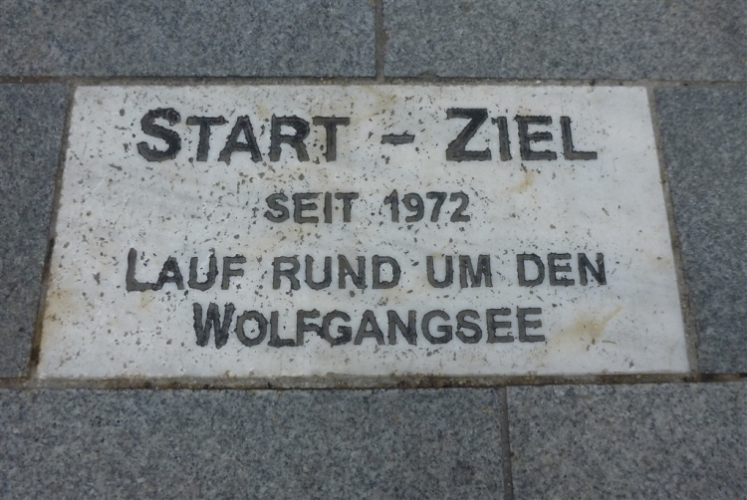 START – ZIEL
SEIT 1972
LAUF RUND UM DEN
WOLFGANGSEE